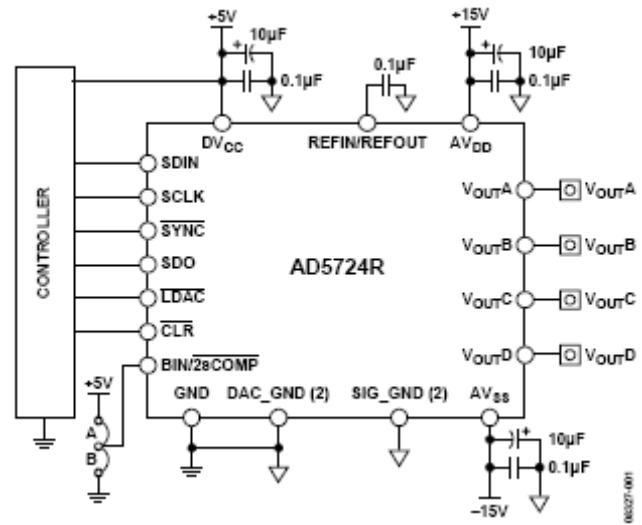 +5V
+15V
10µF
0.1µF
0.1µF
10µF
0.1µF
DVCC
REFIN/REFOUT
AVDD
CONTROLLER
SDIN
SCLK
SYNC
SDO
LDAC
CLR
BIN/2sCOMP
AD5724R
VOUTA
VOUTA
VOUTB
VOUTB
VOUTC
VOUTC
VOUTD
VOUTD
+5V
A
B
GND
DAC_GND (2)
SIG_GND (2)
AVSS
10µF
0.1µF
–15V
08327-001